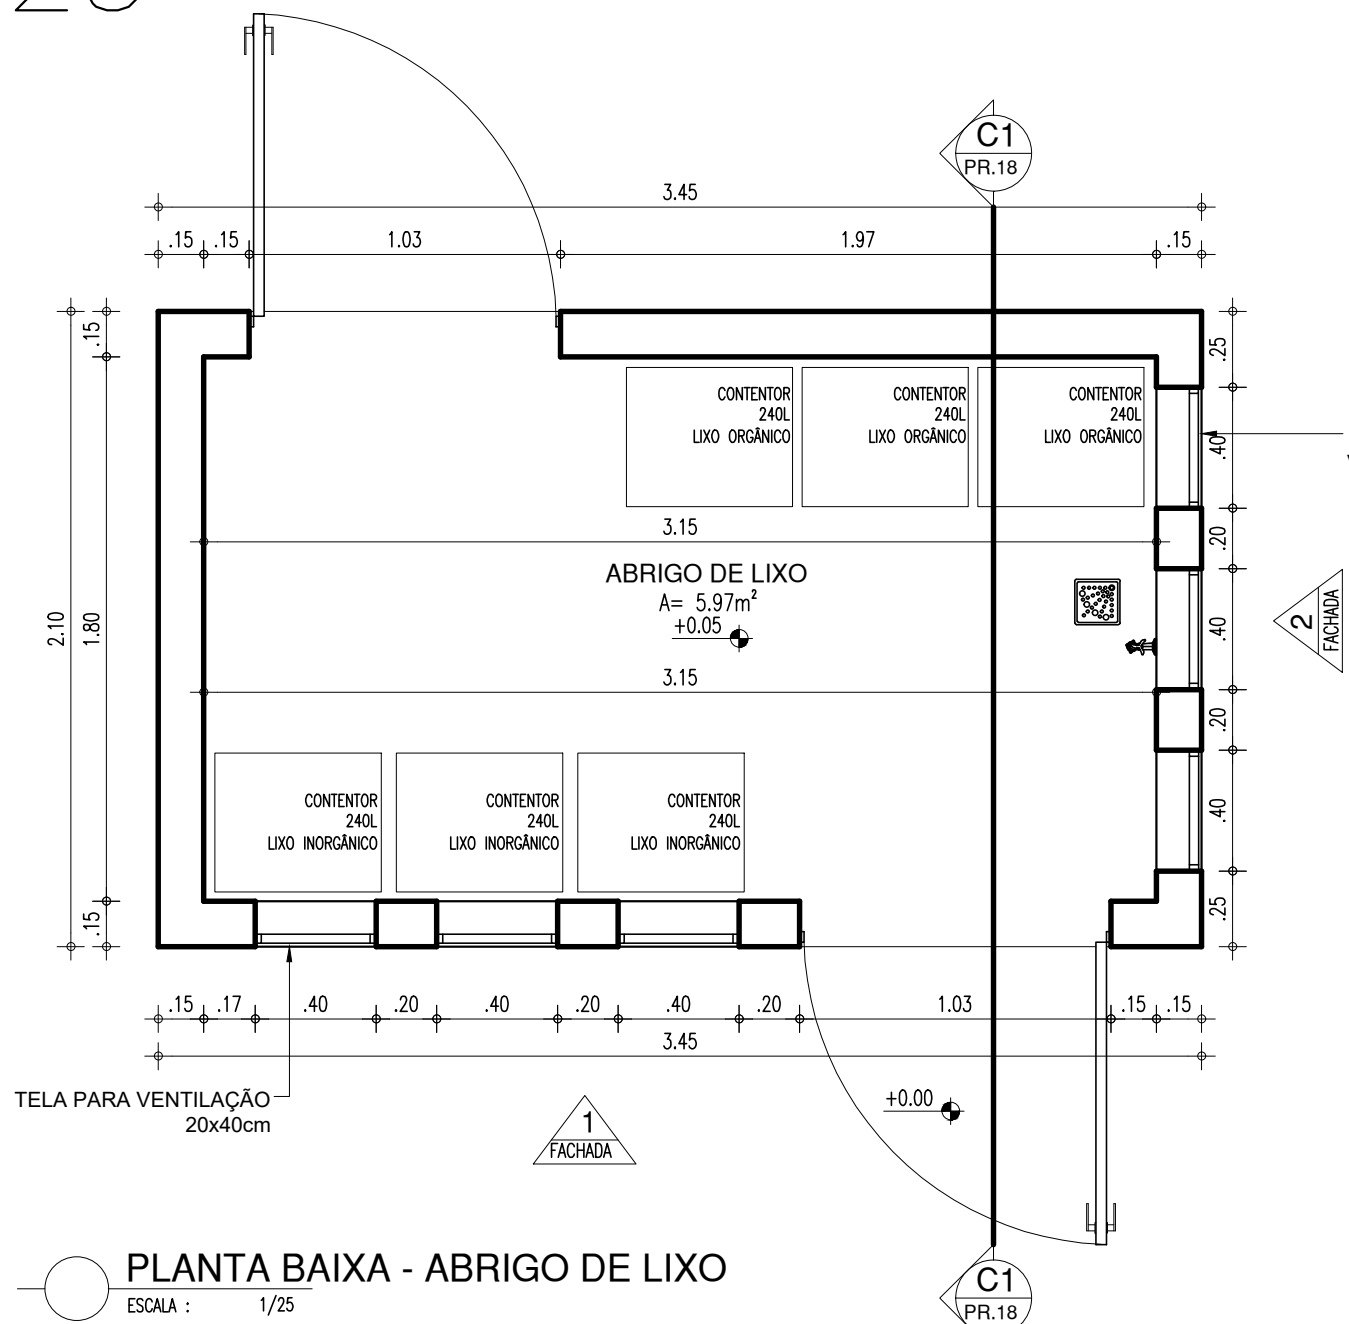 C1
PR.18
3.45
.15 .15 1.03 1.97 .15
.15
.25
CONTENTOR
240L
LIXO ORGÂNICO
CONTENTOR
240L
LIXO ORGÂNICO
CONTENTOR
240L
LIXO ORGÂNICO
.40
3.15
.20
ABRIGO DE LIXO
A= 5.97m²
+0.05
2.10
1.80
.40
2
FACHADA
3.15
.20
CONTENTOR
240L
LIXO INORGÂNICO
CONTENTOR
240L
LIXO INORGÂNICO
CONTENTOR
240L
LIXO INORGÂNICO
.40
.15
.25
.15 .17 .40 .20 .40 .20 .40 .20 1.03 .15 .15
3.45
TELA PARA VENTILAÇÃO
20x40cm
+0.00
1
FACHADA
PLANTA BAIXA - ABRIGO DE LIXO
ESCALA : 1/25
C1
PR.18